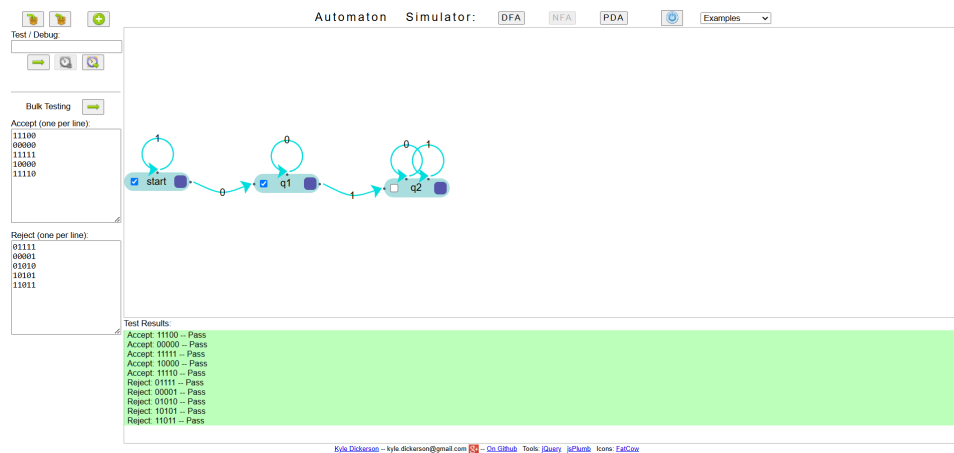 Automaton Simulator: DFA NFA PDA Examples
Test / Debug:
Bulk Testing
Accept (one per line):
11100
00000
11111
10000
11110
Reject (one per line):
01111
00001
01010
10101
11011
1
0
0 1
start
q1
q2
0
1
Test Results:
Accept: 11100 -- Pass
Accept: 00000 -- Pass
Accept: 11111 -- Pass
Accept: 10000 -- Pass
Accept: 11110 -- Pass
Reject: 01111 -- Pass
Reject: 00001 -- Pass
Reject: 01010 -- Pass
Reject: 10101 -- Pass
Reject: 11011 -- Pass
Kyle Dickerson -- kyle.dickerson@gmail.com -- On Github Tools: jQuery jsPlumb Icons: FatCow